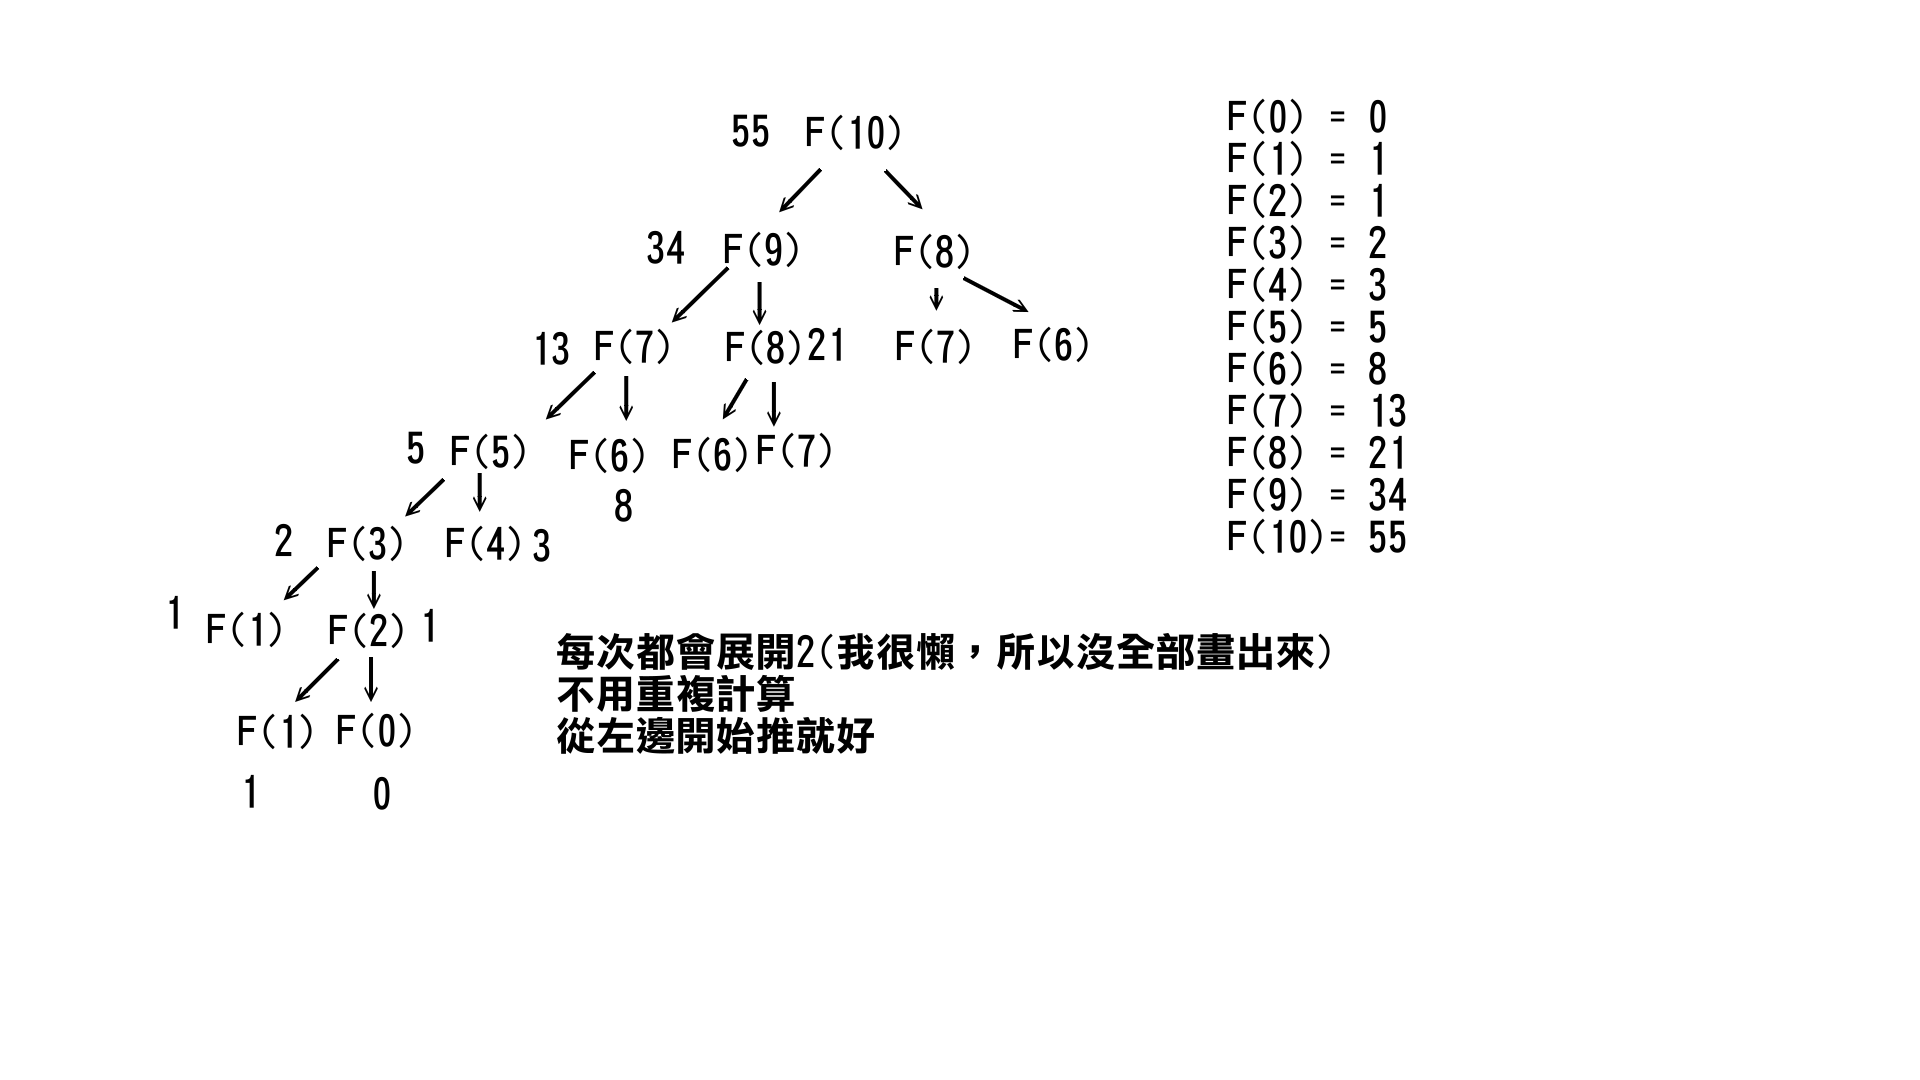 55 F(10)
34 F(9) F(8)
13 F(7) F(8) 21 F(7) F(6)
5 F(5) F(6) F(6) F(7)
8
2 F(3) F(4) 3
1 F(1) F(2) 1
F(1) F(0)
1 0
F(0) = 0
F(1) = 1
F(2) = 1
F(3) = 2
F(4) = 3
F(5) = 5
F(6) = 8
F(7) = 13
F(8) = 21
F(9) = 34
F(10)= 55
每次都會展開2(我很懶，所以沒全部畫出來)
不用重複計算
從左邊開始推就好